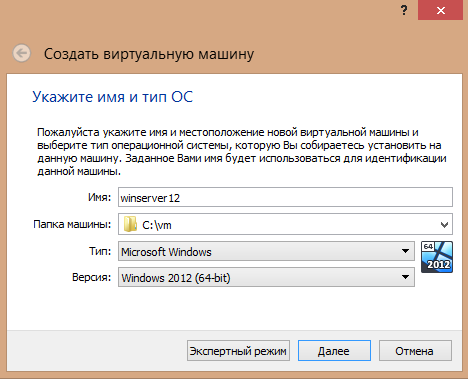 ?
Создать виртуальную машину
Укажите имя и тип ОС
Пожалуйста укажите имя и местоположение новой виртуальной машины и
выберите тип операционной системы, которую Вы собираетесь установить на
данную машину. Заданное Вами имя будет использоваться для идентификации
данной машины.
Имя: winserver12
Папка машины: C:\vm
Тип: Microsoft Windows 64
Версия: Windows 2012 (64-bit) 2012
Экспертный режим Далее Отмена